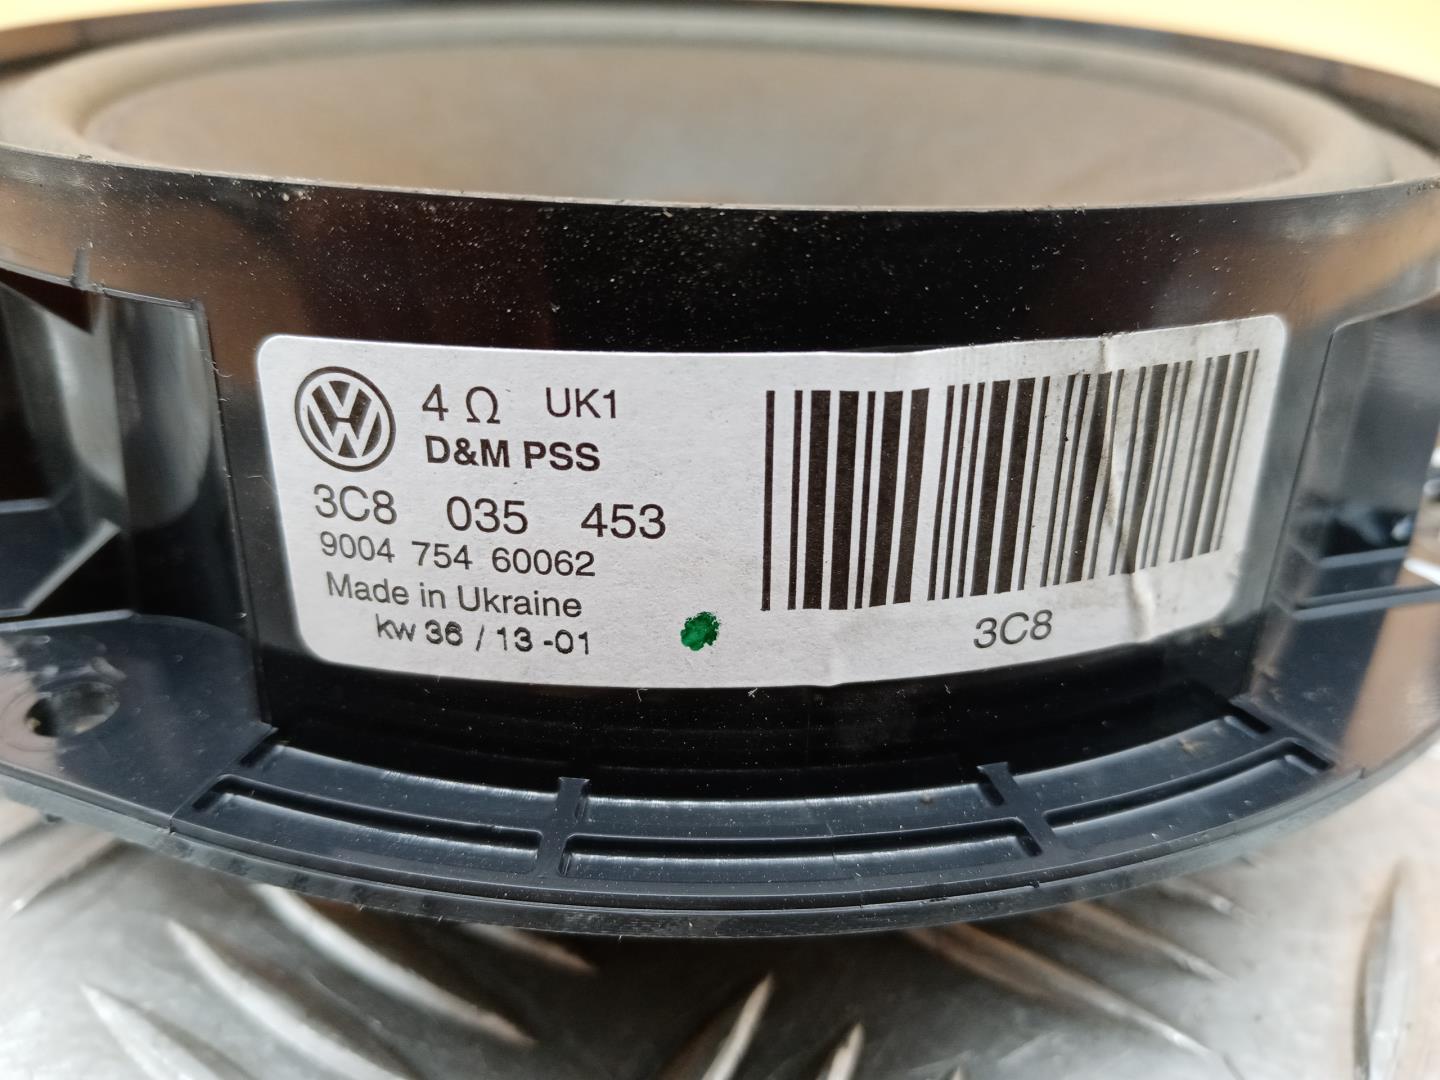 4 Ω UK1
D&M PSS
3C8 035 453
9004 754 60062
Made in Ukraine
kw 36 / 13 -01
3C8